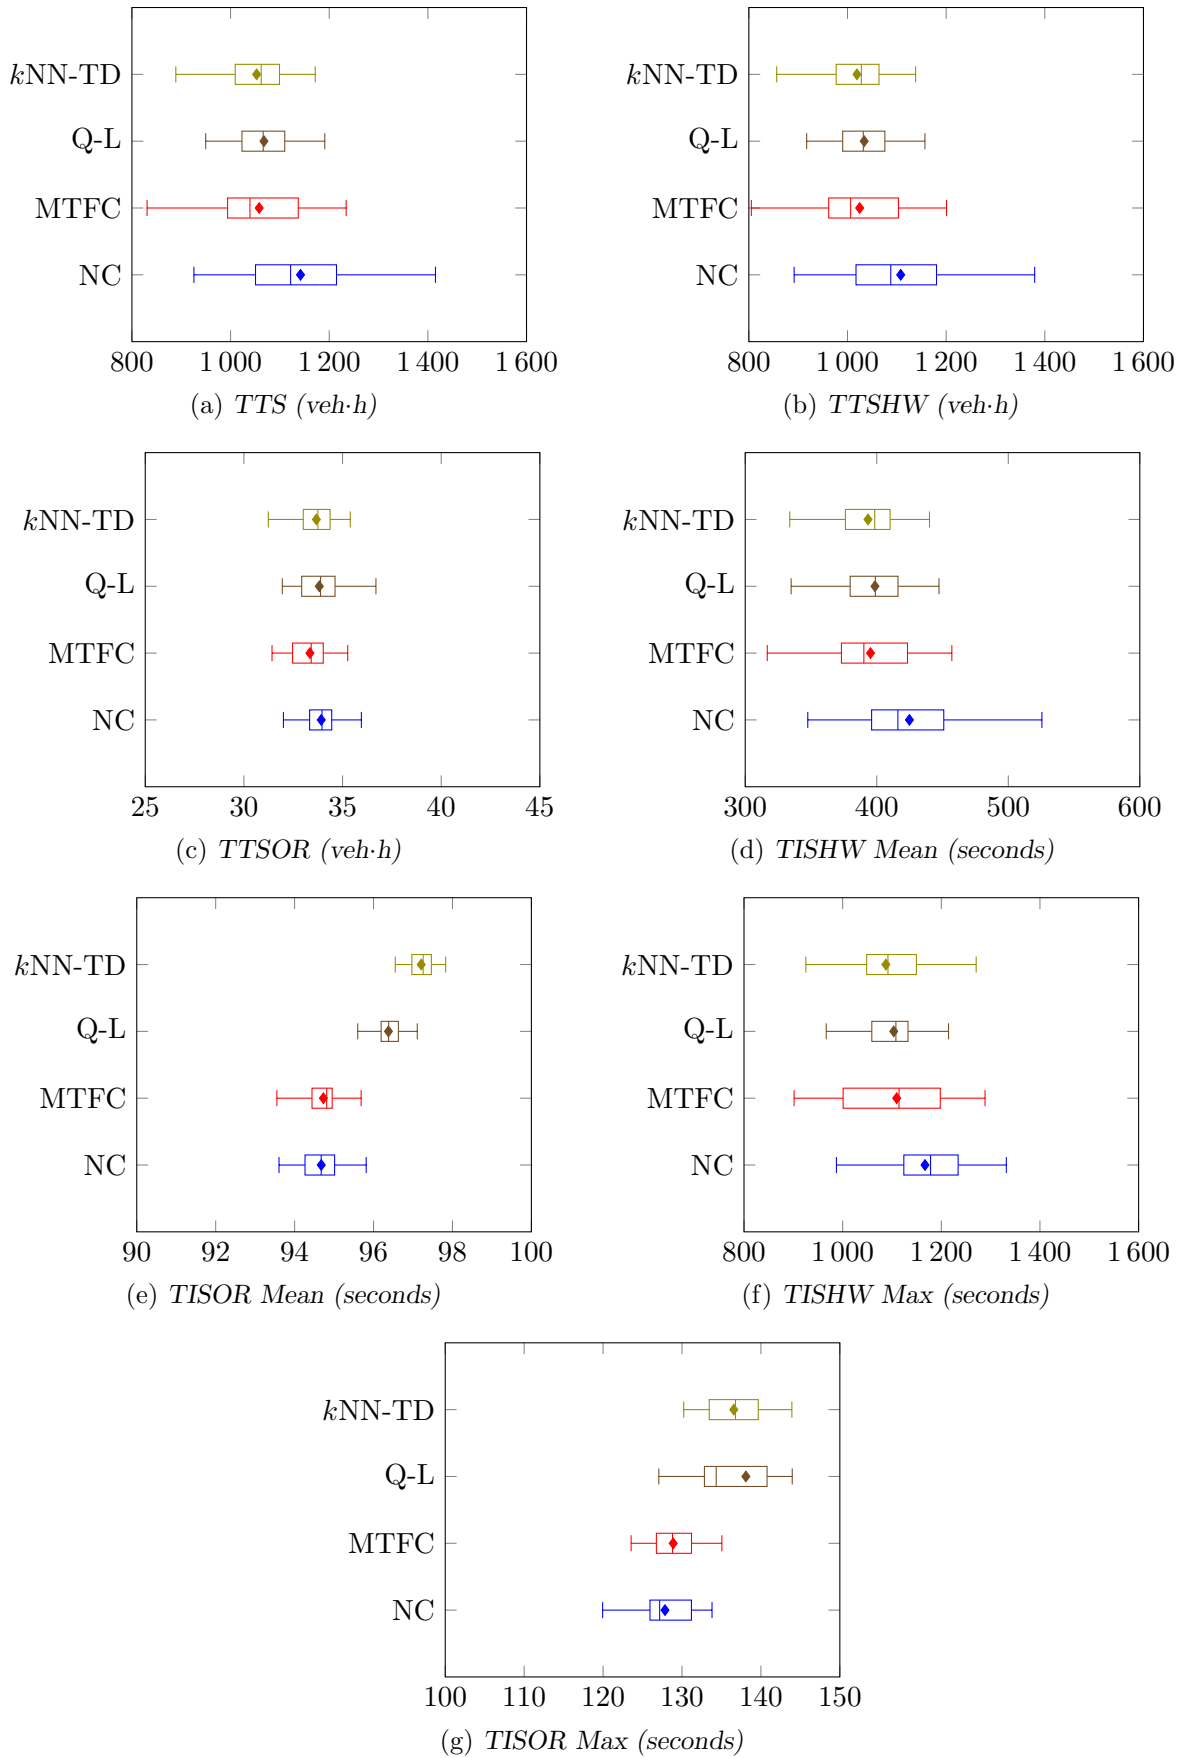 kNN-TD
Q-L
MTFC
NC
800 1 000 1 200 1 400 1 600
(a) TTS (veh·h)
kNN-TD
Q-L
MTFC
NC
800 1 000 1 200 1 400 1 600
(b) TTSHW (veh·h)
kNN-TD
Q-L
MTFC
NC
25 30 35 40 45
(c) TTSOR (veh·h)
kNN-TD
Q-L
MTFC
NC
300 400 500 600
(d) TISHW Mean (seconds)
kNN-TD
Q-L
MTFC
NC
90 92 94 96 98 100
(e) TISOR Mean (seconds)
kNN-TD
Q-L
MTFC
NC
800 1 000 1 200 1 400 1 600
(f) TISHW Max (seconds)
kNN-TD
Q-L
MTFC
NC
100 110 120 130 140 150
(g) TISOR Max (seconds)